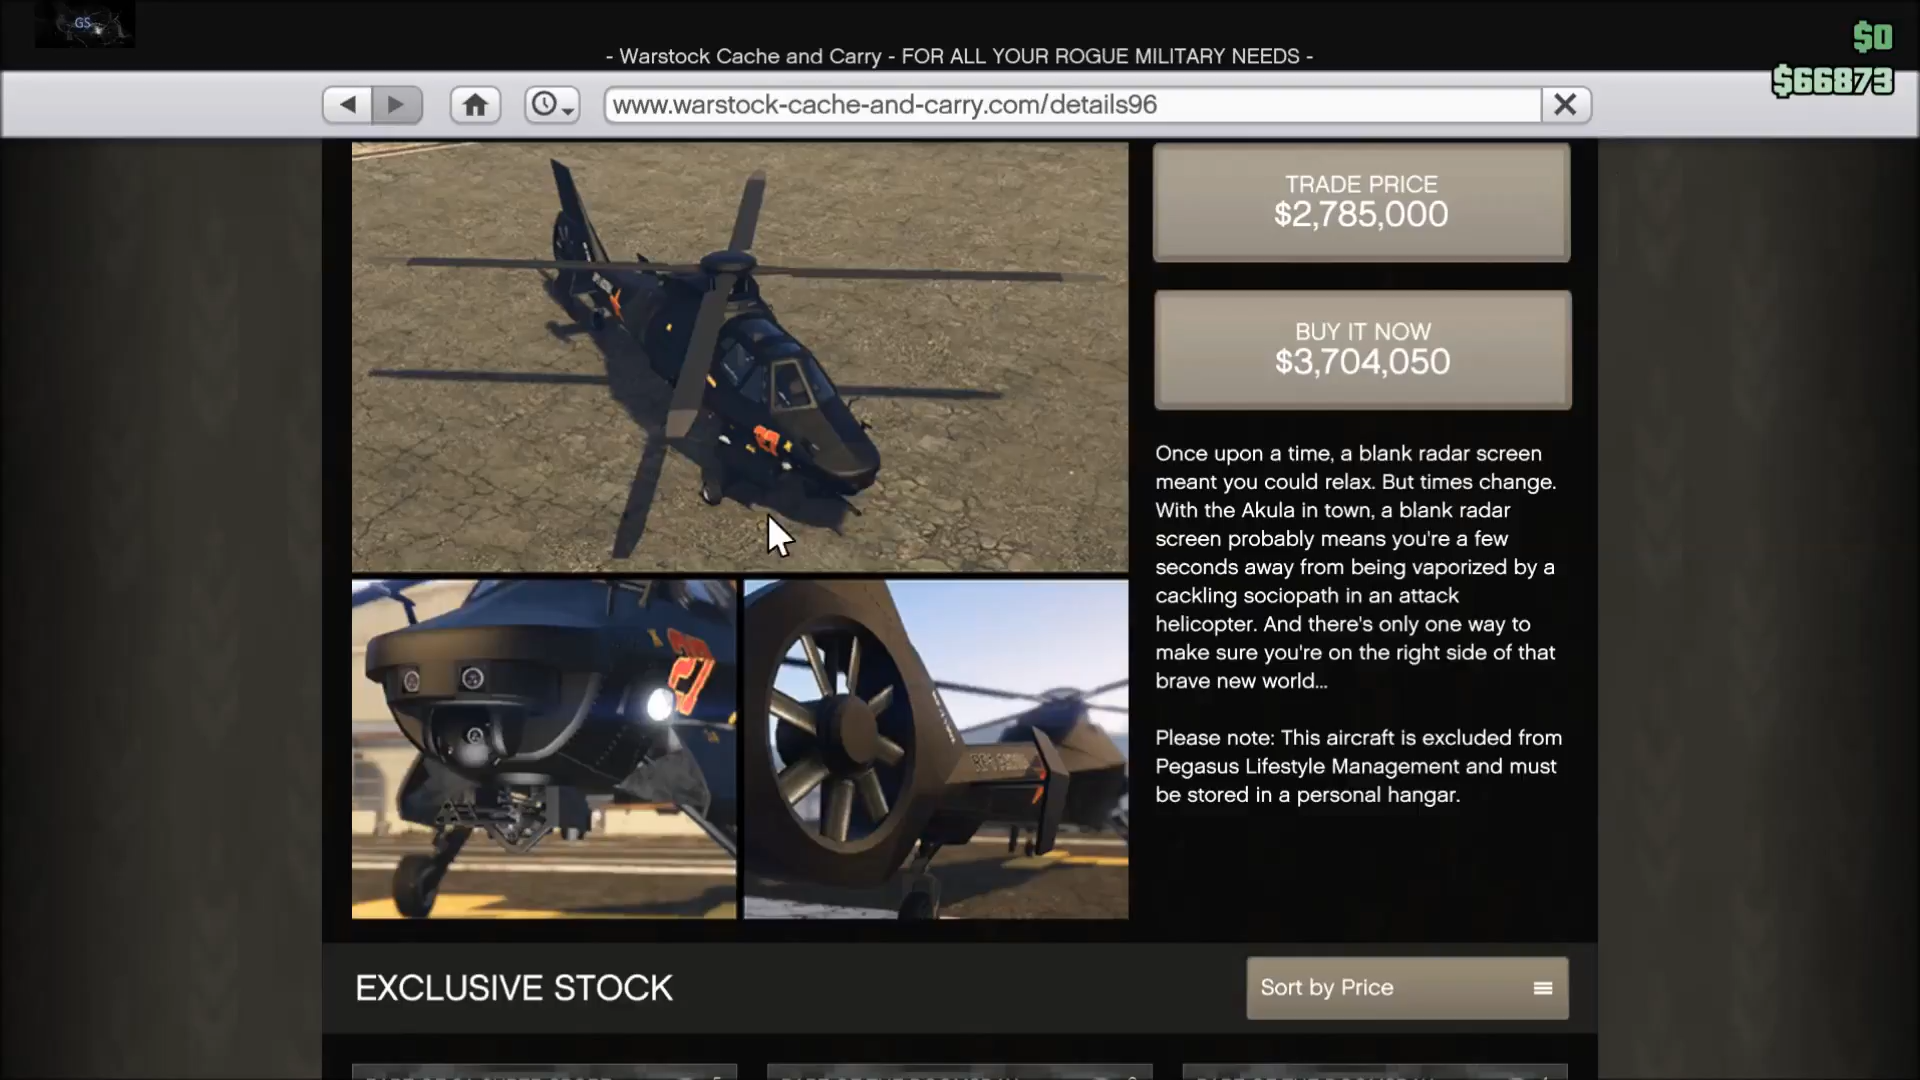 GS
$0
- Warstock Cache and Carry - FOR ALL YOUR ROGUE MILITARY NEEDS -
$66873
www.warstock-cache-and-carry.com/details96
TRADE PRICE
$2,785,000
BUY IT NOW
$3,704,050
27
Once upon a time, a blank radar screen
meant you could relax. But times change.
With the Akula in town, a blank radar
screen probably means you're a few
seconds away from being vaporized by a
cackling sociopath in an attack
helicopter. And there's only one way to
make sure you're on the right side of that
brave new world...
Please note: This aircraft is excluded from
Pegasus Lifestyle Management and must
be stored in a personal hangar.
27
EXCLUSIVE STOCK
Sort by Price